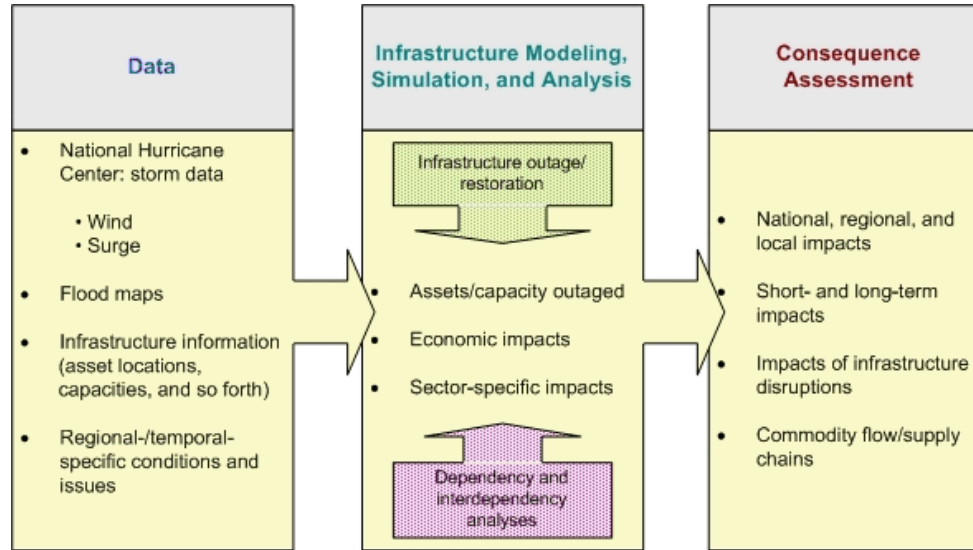 Data
• National Hurricane
Center: storm data
• Wind
• Surge
• Flood maps
• Infrastructure information
(asset locations,
capacities, and so forth)
• Regional-/temporal-
specific conditions and
issues
Infrastructure Modeling,
Simulation, and Analysis
Infrastructure outage/
restoration
• Assets/capacity outaged
• Economic impacts
• Sector-specific impacts
Dependency and
interdependency
analyses
Consequence
Assessment
• National, regional, and
local impacts
• Short- and long-term
impacts
• Impacts of infrastructure
disruptions
• Commodity flow/supply
chains